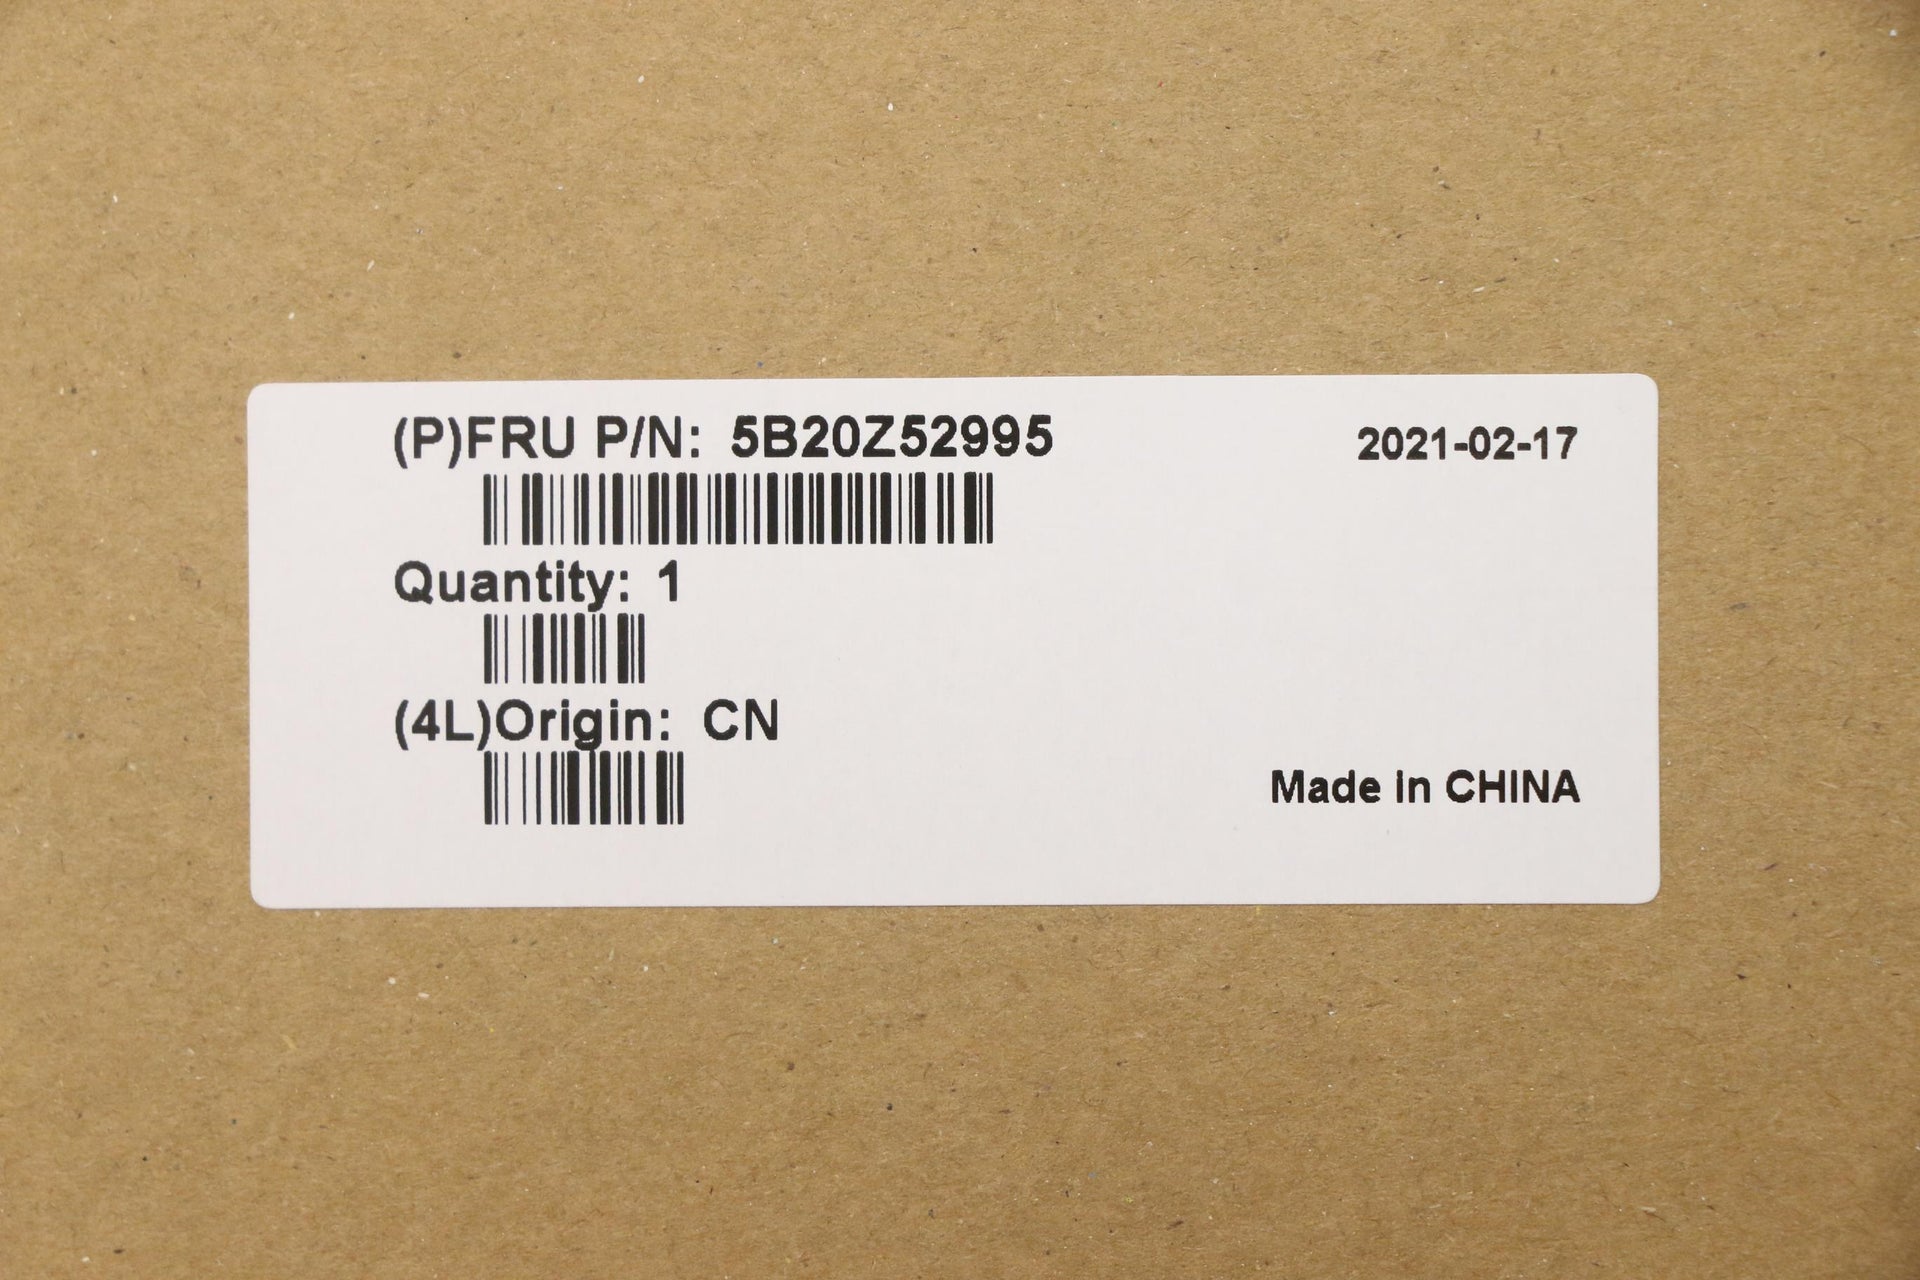 (P)FRU P/N: 5B20Z52995
2021-02-17
Quantity: 1
(4L)Origin: CN
Made in CHINA